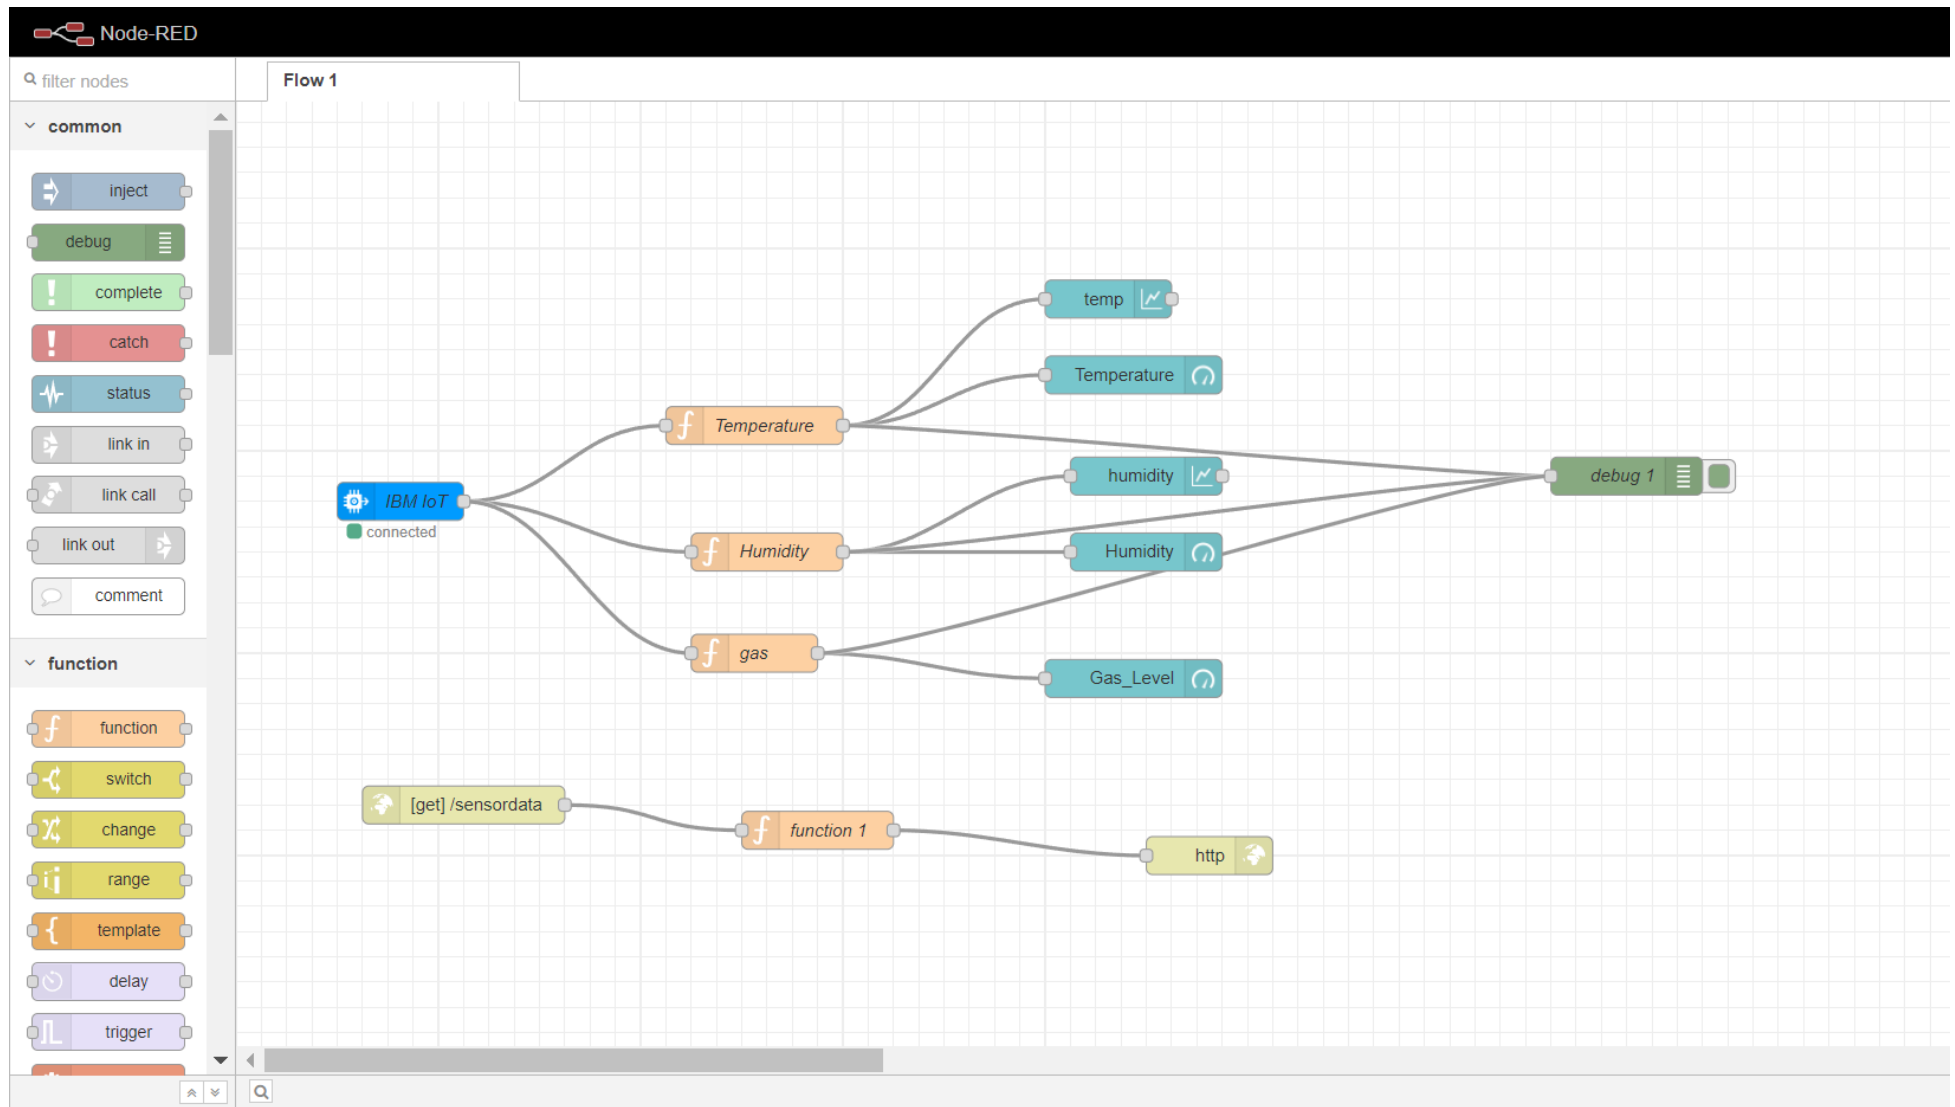 Node-RED
filter nodes
Flow 1
common
inject
debug
complete
catch
status
link in
link call
link out
comment
function
function
switch
change
range
template
delay
trigger
temp
Temperature
Temperature
humidity
debug 1
IBM IoT
connected
Humidity
Humidity
gas
Gas_Level
[get] /sensordata
function 1
http